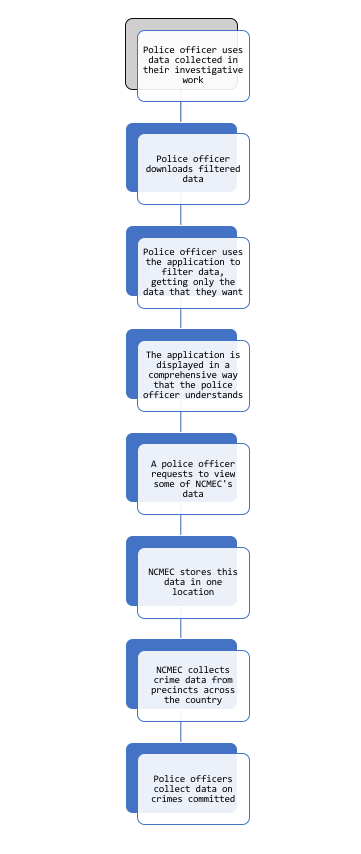 Police officer uses
data collected in
their investigative
work
Police officer
downloads filtered
data
Police officer uses
the application to
filter data,
getting only the
data that they want
The application is
displayed in a
comprehensive way
that the police
officer understands
A police officer
requests to view
some of NCMEC's
data
NCMEC stores this
data in one
location
NCMEC collects
crime data from
precincts across
the country
Police officers
collect data on
crimes committed